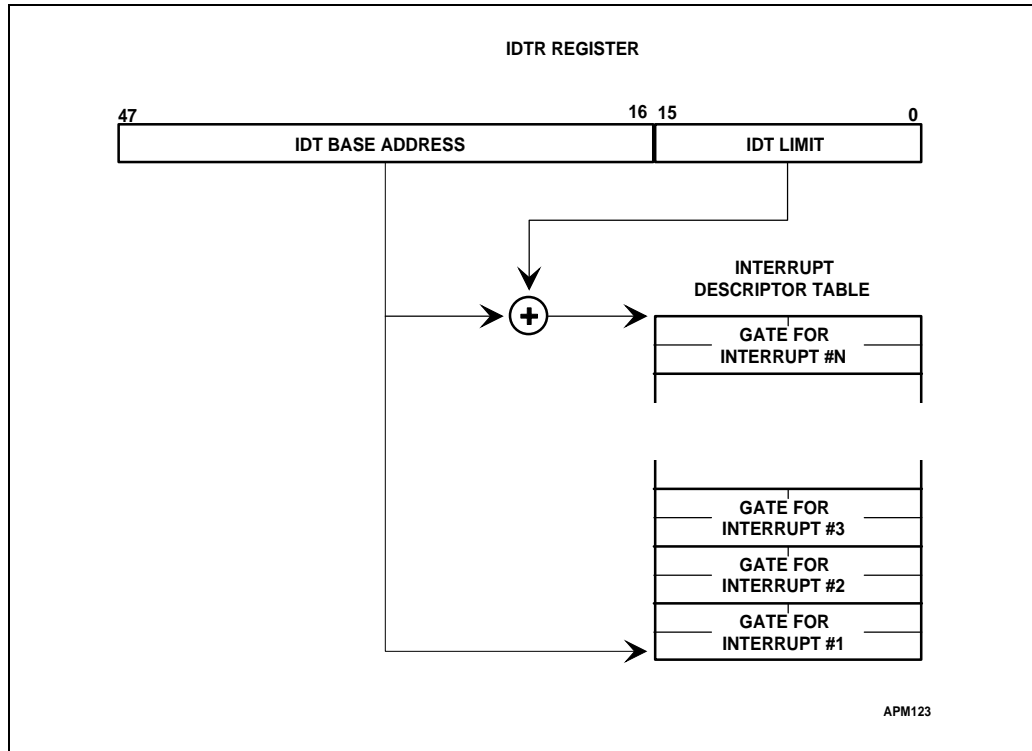 IDTR REGISTER
47 16 15 0
IDT BASE ADDRESS IDT LIMIT
INTERRUPT
DESCRIPTOR TABLE
+
GATE FOR
INTERRUPT #N
GATE FOR
INTERRUPT #3
GATE FOR
INTERRUPT #2
GATE FOR
INTERRUPT #1
APM123